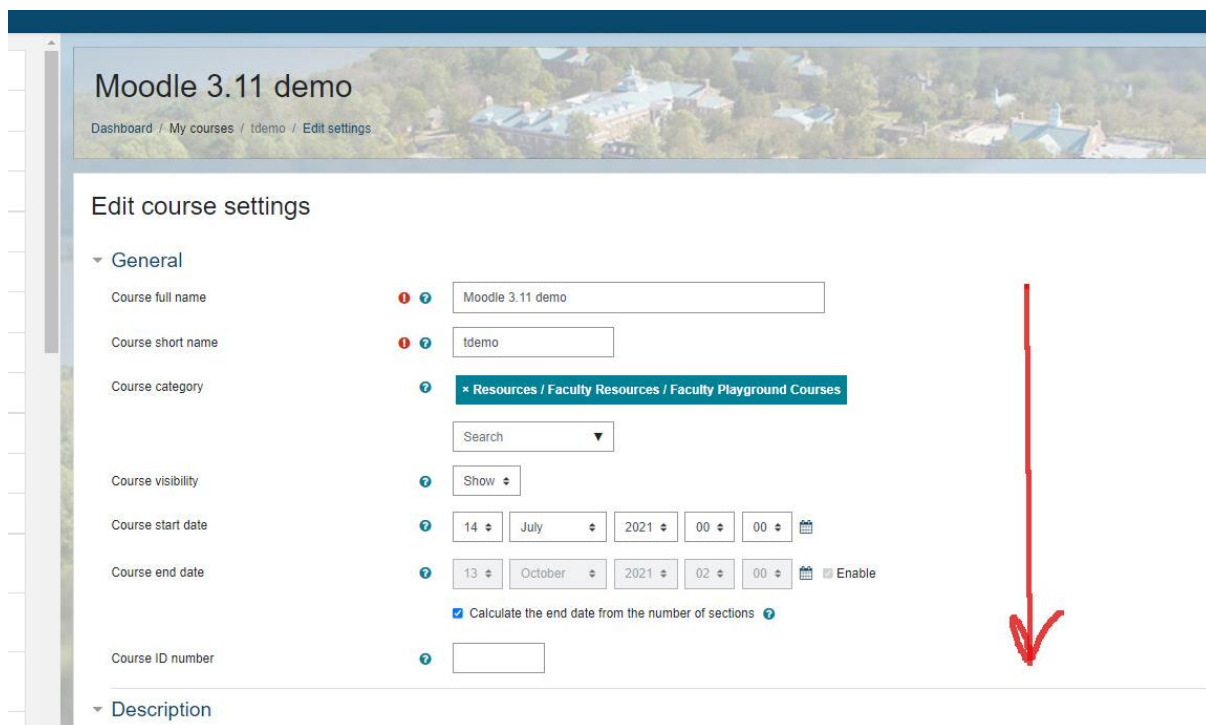 Moodle 3.11 demo
Dashboard / My courses / tdemo / Edit settings
Edit course settings
General
Course full name Moodle 3.11 demo
Course short name tdemo
Course category × Resources / Faculty Resources / Faculty Playground Courses
Search
Course visibility Show
Course start date 14 July 2021 00 00
Course end date 13 October 2021 02 00 Enable
Calculate the end date from the number of sections
Course ID number
Description